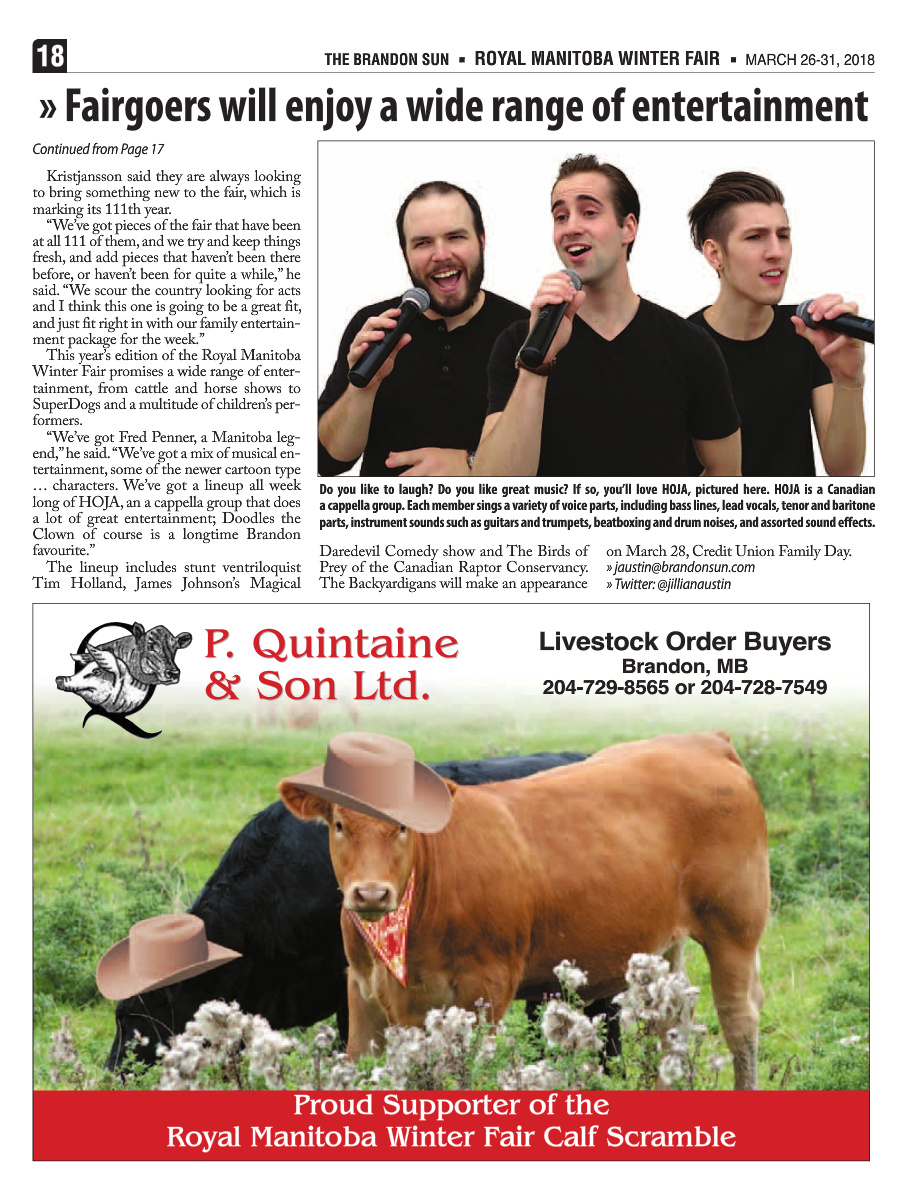 18
THE BRANDON SUN ▪ ROYAL MANITOBA WINTER FAIR ▪ MARCH 26-31, 2018
» Fairgoers will enjoy a wide range of entertainment
Continued from Page 17
Kristjansson said they are always looking
to bring something new to the fair, which is
marking its 111th year.
“We’ve got pieces of the fair that have been
at all 111 of them, and we try and keep things
fresh, and add pieces that haven’t been there
before, or haven’t been for quite a while,” he
said. “We scour the country looking for acts
and I think this one is going to be a great fit,
and just fit right in with our family entertain-
ment package for the week.”
This year’s edition of the Royal Manitoba
Winter Fair promises a wide range of enter-
tainment, from cattle and horse shows to
SuperDogs and a multitude of children’s per-
formers.
“We’ve got Fred Penner, a Manitoba leg-
end,” he said. “We’ve got a mix of musical en-
tertainment, some of the newer cartoon type
… characters. We’ve got a lineup all week
long of HOJA, an a cappella group that does
a lot of great entertainment; Doodles the
Clown of course is a longtime Brandon
favourite.”
The lineup includes stunt ventriloquist
Tim Holland, James Johnson’s Magical
Do you like to laugh? Do you like great music? If so, you’ll love HOJA, pictured here. HOJA is a Canadian
a cappella group. Each member sings a variety of voice parts, including bass lines, lead vocals, tenor and baritone
parts, instrument sounds such as guitars and trumpets, beatboxing and drum noises, and assorted sound effects.
Daredevil Comedy show and The Birds of
Prey of the Canadian Raptor Conservancy.
The Backyardigans will make an appearance
on March 28, Credit Union Family Day.
» jaustin@brandonsun.com
» Twitter: @jillianaustin
Q
P. Quintaine
& Son Ltd.
Livestock Order Buyers
Brandon, MB
204-729-8565 or 204-728-7549
Proud Supporter of the
Royal Manitoba Winter Fair Calf Scramble